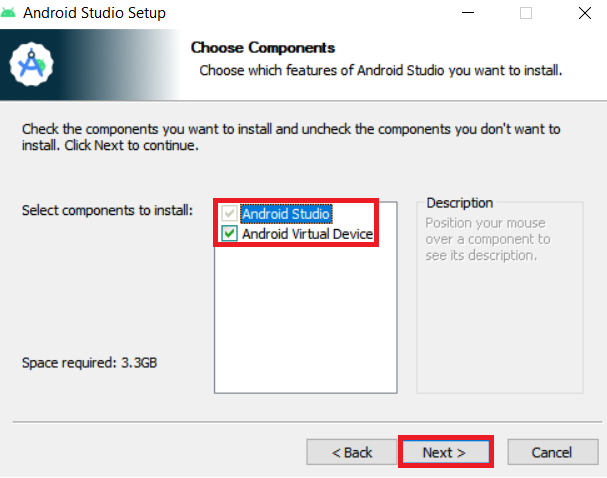 Android Studio Setup
Choose Components
Choose which features of Android Studio you want to install.
Check the components you want to install and uncheck the components you don't want to
install. Click Next to continue.
Select components to install:
Android Studio
Android Virtual Device
Description
Position your mouse
over a component to
see its description.
Space required: 3.3GB
< Back
Next >
Cancel